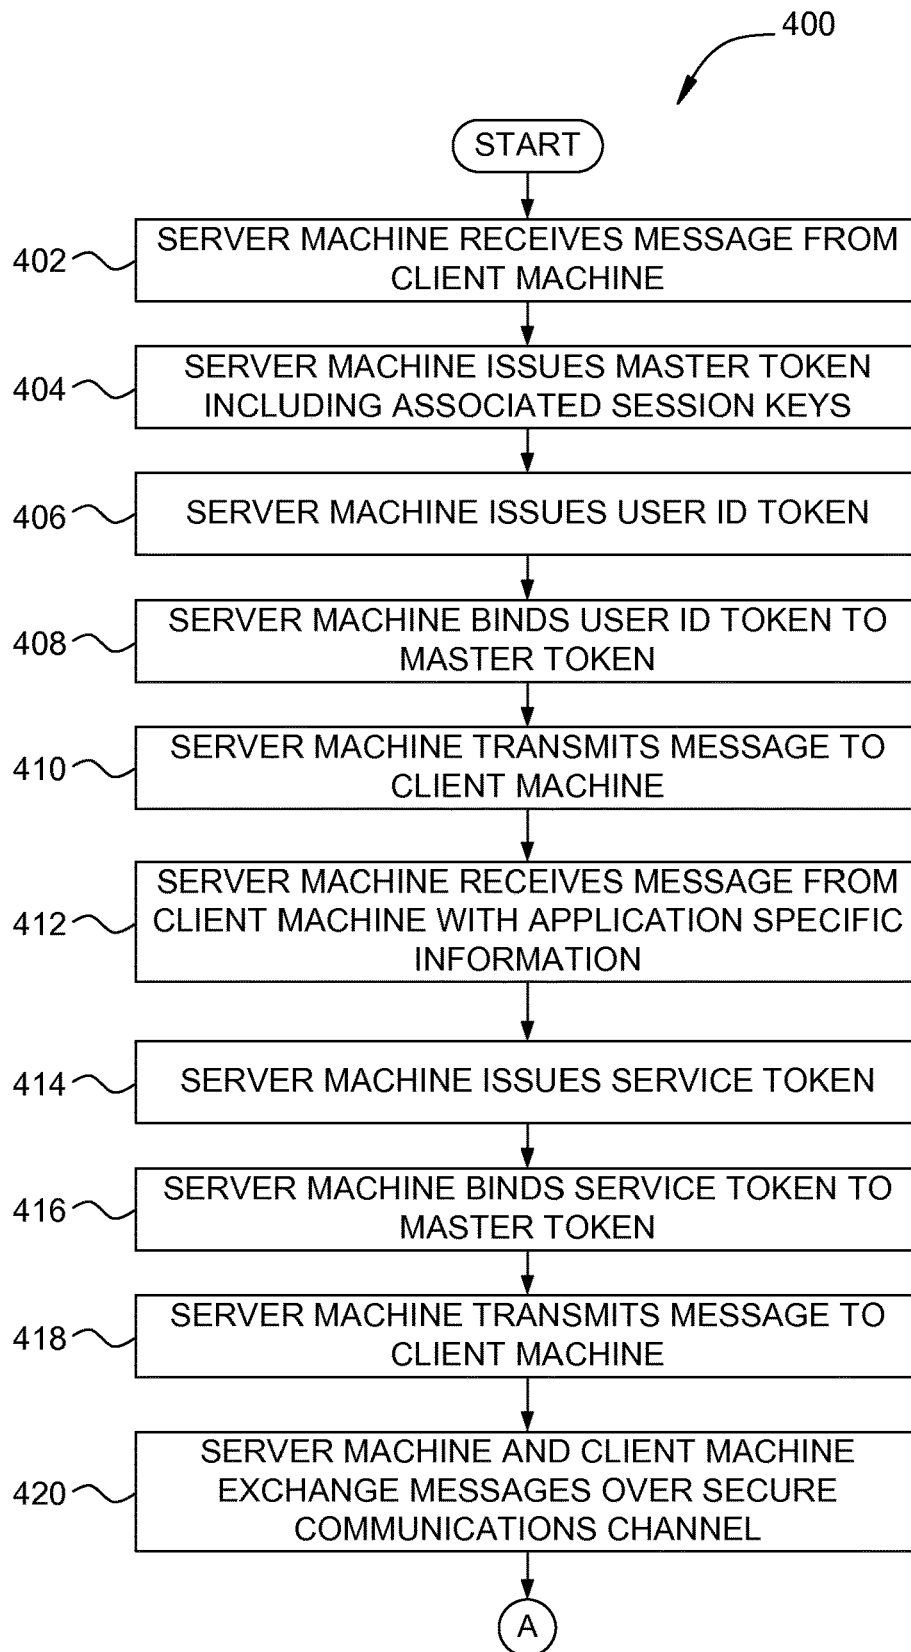 400
START
402
SERVER MACHINE RECEIVES MESSAGE FROM
CLIENT MACHINE
404
SERVER MACHINE ISSUES MASTER TOKEN
INCLUDING ASSOCIATED SESSION KEYS
406
SERVER MACHINE ISSUES USER ID TOKEN
408
SERVER MACHINE BINDS USER ID TOKEN TO
MASTER TOKEN
410
SERVER MACHINE TRANSMITS MESSAGE TO
CLIENT MACHINE
412
SERVER MACHINE RECEIVES MESSAGE FROM
CLIENT MACHINE WITH APPLICATION SPECIFIC
INFORMATION
414
SERVER MACHINE ISSUES SERVICE TOKEN
416
SERVER MACHINE BINDS SERVICE TOKEN TO
MASTER TOKEN
418
SERVER MACHINE TRANSMITS MESSAGE TO
CLIENT MACHINE
420
SERVER MACHINE AND CLIENT MACHINE
EXCHANGE MESSAGES OVER SECURE
COMMUNICATIONS CHANNEL
A